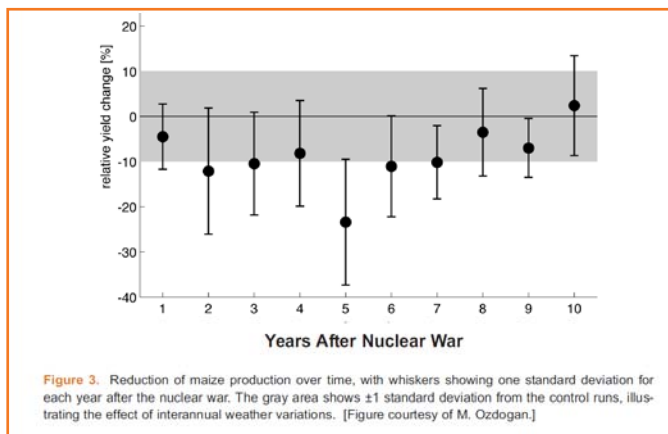 relative yield change [%]
20
10
0
-10
-20
-30
-40
1 2 3 4 5 6 7 8 9 10
Years After Nuclear War
Figure 3. Reduction of maize production over time, with whiskers showing one standard deviation for
each year after the nuclear war. The gray area shows ±1 standard deviation from the control runs, illus-
trating the effect of interannual weather variations. [Figure courtesy of M. Ozdogan.]